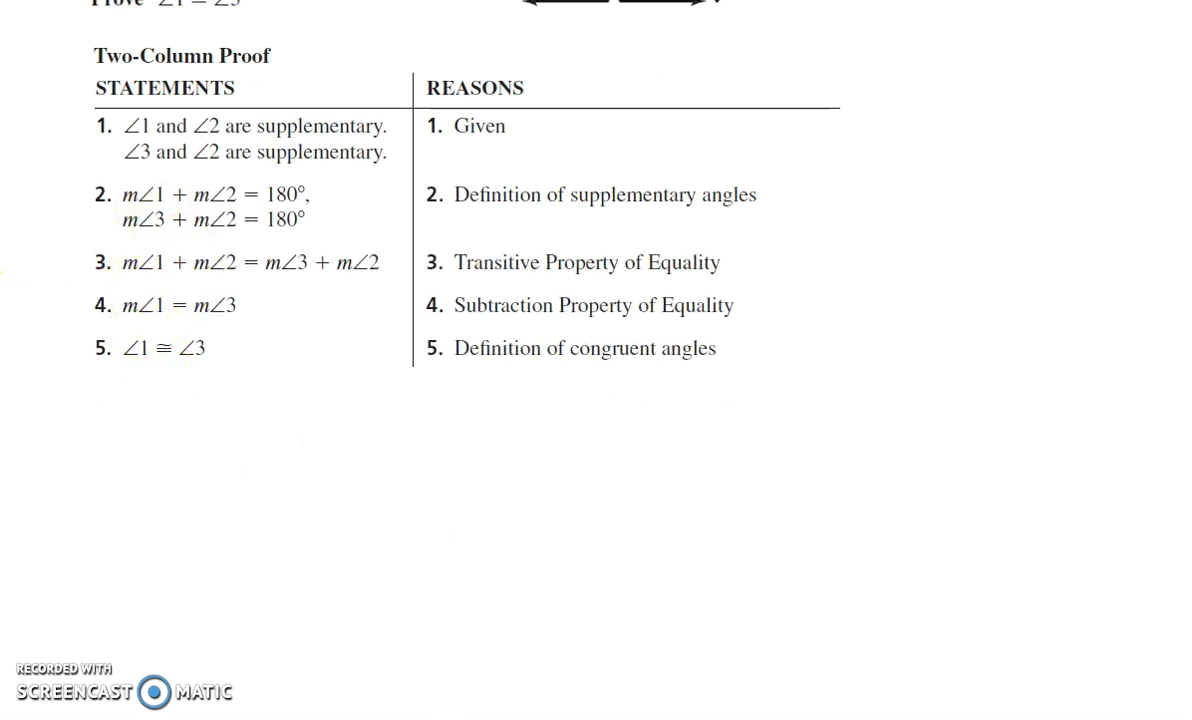 Prove ∠1 ≅ ∠3
Two-Column Proof
STATEMENTS
REASONS
1. ∠1 and ∠2 are supplementary.
∠3 and ∠2 are supplementary.
1. Given
2. m∠1 + m∠2 = 180°,
m∠3 + m∠2 = 180°
2. Definition of supplementary angles
3. m∠1 + m∠2 = m∠3 + m∠2
3. Transitive Property of Equality
4. m∠1 = m∠3
4. Subtraction Property of Equality
5. ∠1 ≅ ∠3
5. Definition of congruent angles
RECORDED WITH
SCREENCAST MATIC